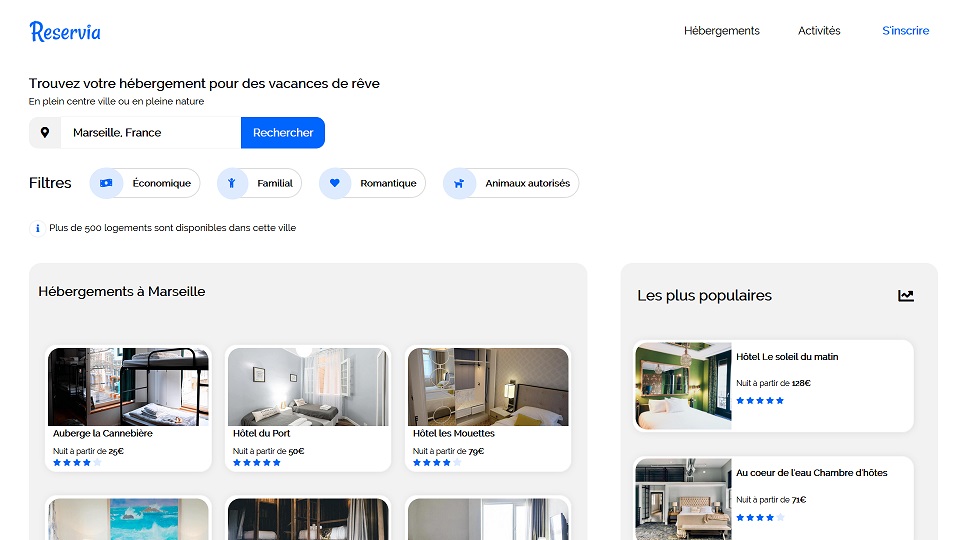 Reservia
Hébergements
Activités
S'inscrire
Trouvez votre hébergement pour des vacances de rêve
En plein centre ville ou en pleine nature
Marseille, France
Rechercher
Filtres
Économique
Familial
Romantique
Animaux autorisés
Plus de 500 logements sont disponibles dans cette ville
Hébergements à Marseille
Auberge la Cannebière
Nuit à partir de 25€
Hôtel du Port
Nuit à partir de 50€
Hôtel les Mouettes
Nuit à partir de 79€
Les plus populaires
Hôtel Le soleil du matin
Nuit à partir de 128€
Au coeur de l'eau Chambre d'hôtes
Nuit à partir de 71€